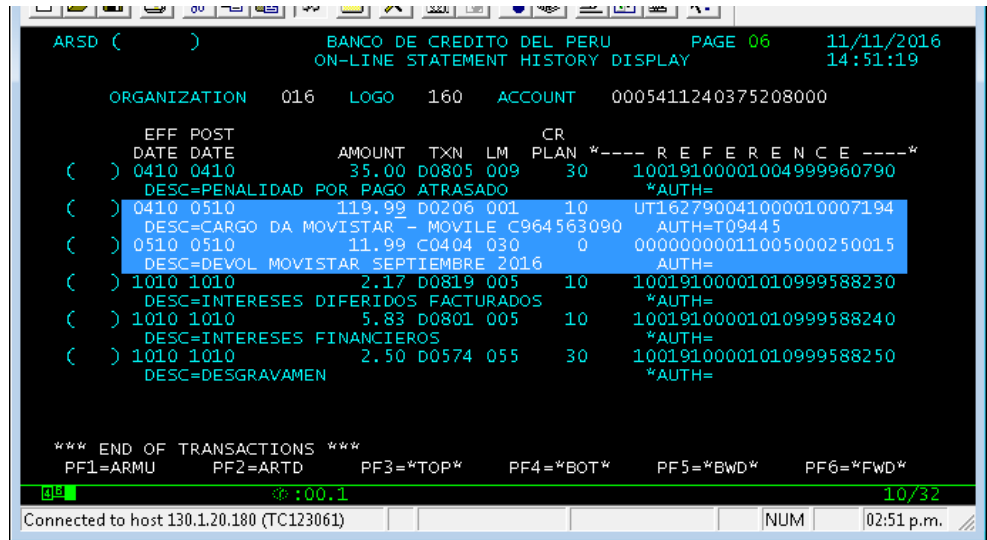 ARSD (       )             BANCO DE CREDITO DEL PERU        PAGE 06      11/11/2016
ON-LINE STATEMENT HISTORY DISPLAY              14:51:19
ORGANIZATION   016   LOGO   160   ACCOUNT   0005411240375208000
EFF POST                              CR
DATE DATE          AMOUNT  TXN  LM  PLAN *---- R E F E R E N C E ----*
(   ) 0410 0410          35.00 D0805 009    30    10019100001004999960790
DESC=PENALIDAD POR PAGO ATRASADO             *AUTH=
(   ) 0410 0510         119.99 D0206 001    10    UT162790041000010007194
DESC=CARGO DA MOVISTAR - MOVILE C964563090   AUTH=T09445
(   ) 0510 0510          11.99 C0404 030     0    00000000011005000250015
DESC=DEVOL MOVISTAR SEPTIEMBRE 2016          AUTH=
(   ) 1010 1010           2.17 D0819 005    10    10019100001010999588230
DESC=INTERESES DIFERIDOS FACTURADOS          *AUTH=
(   ) 1010 1010           5.83 D0801 005    10    10019100001010999588240
DESC=INTERESES FINANCIEROS                   *AUTH=
(   ) 1010 1010           2.50 D0574 055    30    10019100001010999588250
DESC=DESGRAVAMEN                             *AUTH=
*** END OF TRANSACTIONS ***
PF1=ARMU     PF2=ARTD     PF3=*TOP*     PF4=*BOT*     PF5=*BWD*     PF6=*FWD*
:00.1                                                   10/32
Connected to host 130.1.20.180 (TC123061)     NUM     02:51 p.m.